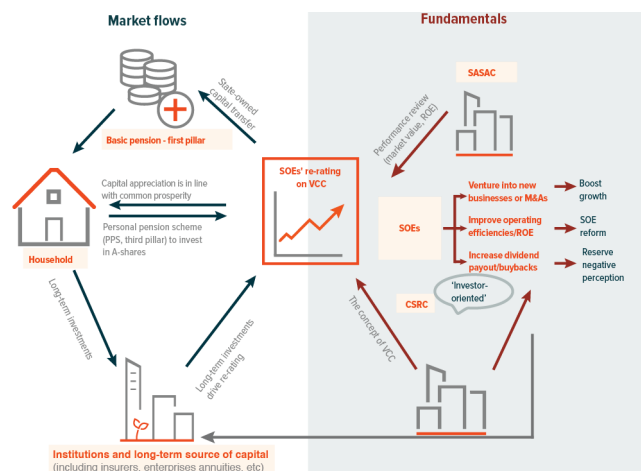 Market flows
Fundamentals
State-owned
capital transfer
Basic pension - first pillar
SASAC
Performance review
(market value, ROE)
SOEs' re-rating
on VCC
Capital appreciation is in line
with common prosperity
Personal pension scheme
(PPS, third pillar) to invest
in A-shares
Household
SOEs
Venture into new
businesses or M&As
Boost
growth
Improve operating
efficiencies/ROE
SOE
reform
Increase dividend
payout/buybacks
Reserve
negative
perception
'Investor-
oriented'
CSRC
The concept of VCC
Long-term investments
Long-term investments
drive re-rating
Institutions and long-term source of capital
(including insurers, enterprises annuities, etc)